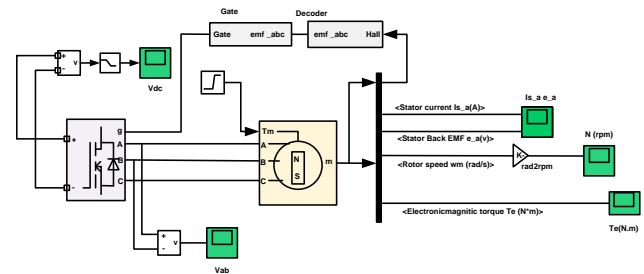 Gate
Decoder
Gate emf _abc
emf _abc Hall
+
-
v
Vdc
Is_a e_a
g
+
A
B
C
-
Tm
A
B
C
N
S
m
<Stator current Is_a(A)>
<Stator Back EMF e_a(v)>
<Rotor speed wm (rad/s)>
<Electronicmagnitic torque Te (N*m)>
K-
rad2rpm
N (rpm)
Te(N.m)
+
-
v
Vab